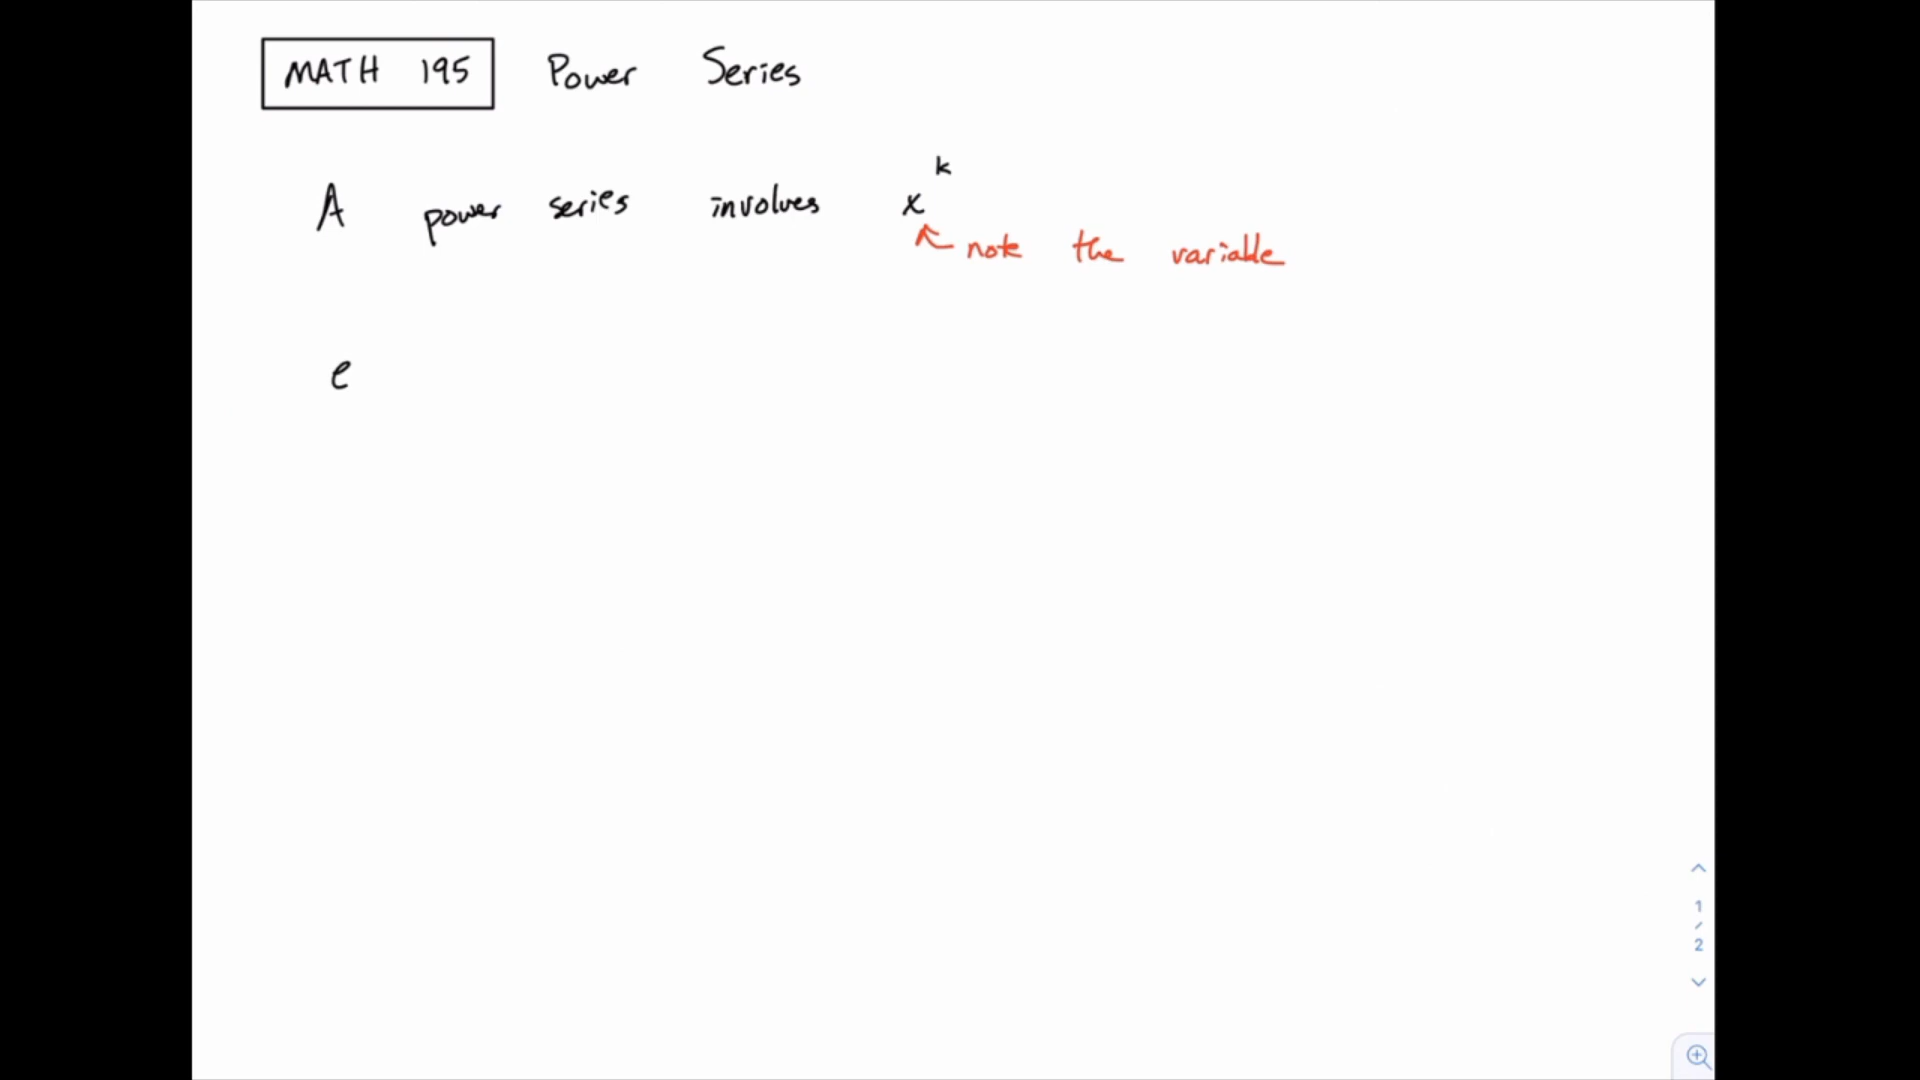 MATH 195 Power Series
A power series involves x^k
note the variable
e
1
/
2